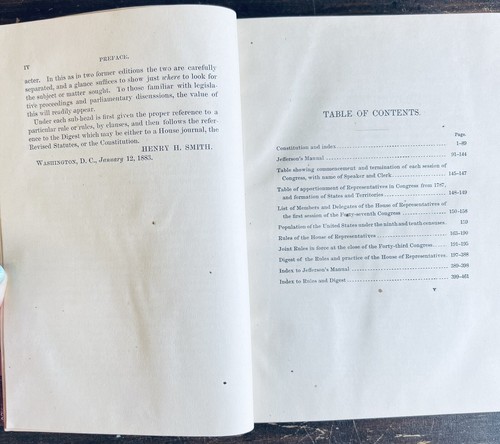 IV PREFACE.
acter. In this as in two former editions the two are carefully
separated, and a glance suffices to show just where to look for
the subject or matter sought. To those familiar with legisla-
tive proceedings and parliamentary discussions, the value of
this will readily appear.
Under each sub-head is first given the proper reference to a
particular rule or rules, by clauses, and then follows the refer-
ence to the Digest which may be either to a House journal, the
Revised Statutes, or the Constitution.
HENRY H. SMITH.
WASHINGTON, D. C., January 12, 1883.
TABLE OF CONTENTS.
Page.
Constitution and index 1-89
Jefferson's Manual 91-144
Table showing commencement and termination of each session of
Congress, with name of Speaker and Clerk 145-147
Table of apportionment of Representatives in Congress from 1787,
and formation of States and Territories 148-149
List of Members and Delegates of the House of Representatives of
the first session of the Forty-seventh Congress 150-158
Population of the United States under the ninth and tenth censuses. 159
Rules of the House of Representatives 163-190
Joint Rules in force at the close of the Forty-third Congress 191-195
Digest of the Rules and practice of the House of Representatives. 197-388
Index to Jefferson's Manual 389-398
Index to Rules and Digest 399-461
V